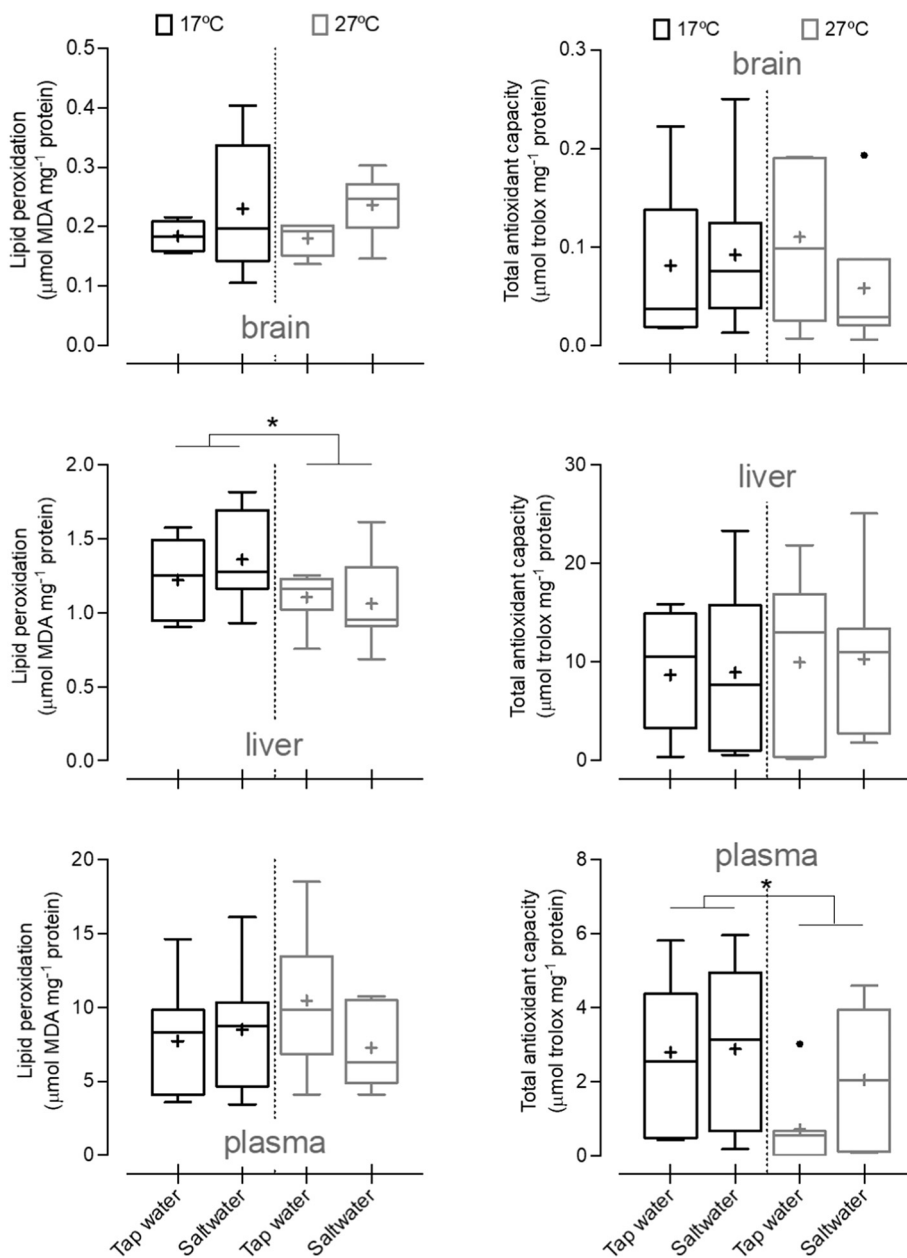 17ºC 27ºC
Lipid peroxidation
(μmol MDA mg⁻¹ protein)
0.5
0.4
0.3
0.2
0.1
0.0
brain
17ºC 27ºC
brain
Total antioxidant capacity
(μmol trolox mg⁻¹ protein)
0.3
0.2
0.1
0.0
*
Lipid peroxidation
(μmol MDA mg⁻¹ protein)
2.0
1.5
1.0
0.5
0.0
liver
liver
Total antioxidant capacity
(μmol trolox mg⁻¹ protein)
30
20
10
0
Lipid peroxidation
(μmol MDA mg⁻¹ protein)
20
15
10
5
0
plasma
Tap water
Saltwater
Tap water
Saltwater
plasma
*
Total antioxidant capacity
(μmol trolox mg⁻¹ protein)
8
6
4
2
0
Tap water
Saltwater
Tap water
Saltwater